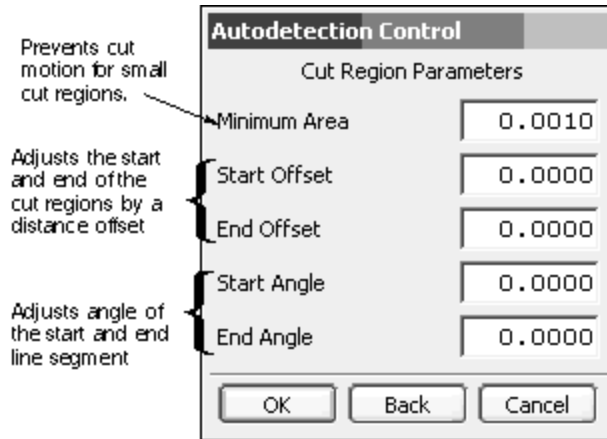 Autodetection Control
Cut Region Parameters
Prevents cut
motion for small
cut regions.
Minimum Area 0.0010
Adjusts the start
and end of the
cut regions by a
distance offset
Start Offset 0.0000
End Offset 0.0000
Adjusts angle of
the start and end
line segment
Start Angle 0.0000
End Angle 0.0000
OK Back Cancel